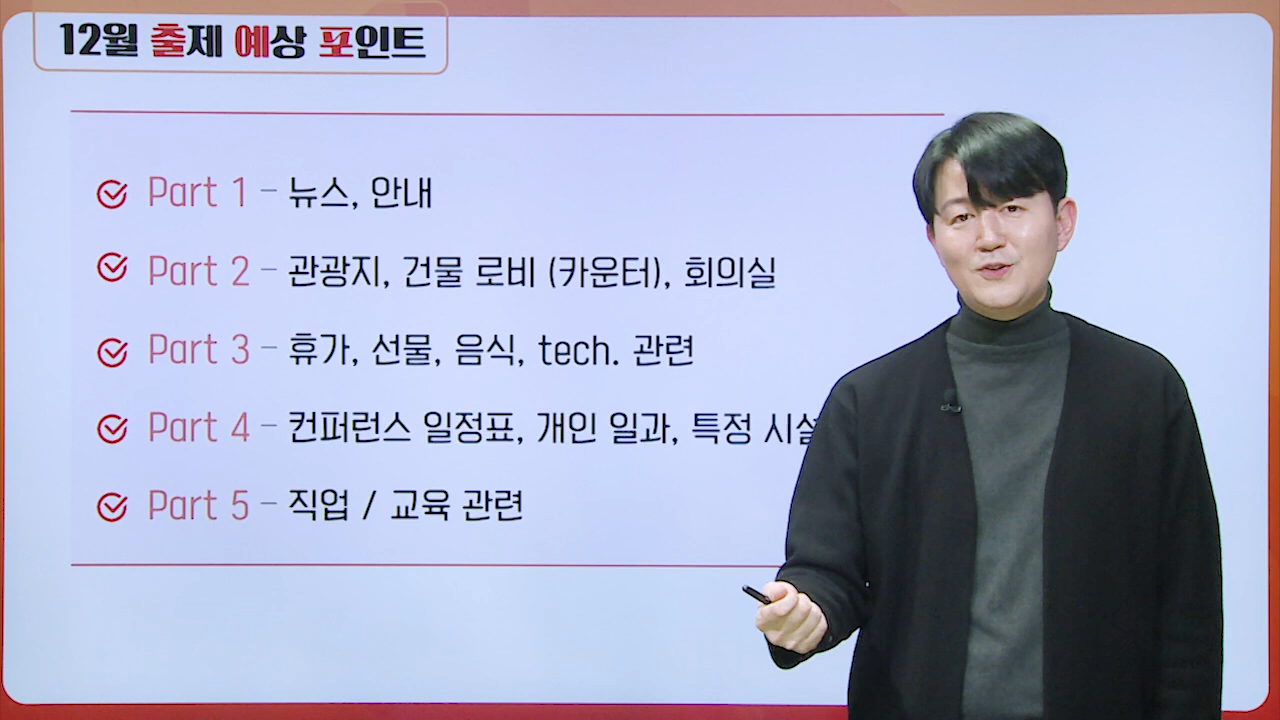 12월 출제 예상 포인트
Part 1 - 뉴스, 안내
Part 2 - 관광지, 건물 로비 (카운터), 회의실
Part 3 - 휴가, 선물, 음식, tech. 관련
Part 4 - 컨퍼런스 일정표, 개인 일과, 특정 시설
Part 5 - 직업 / 교육 관련